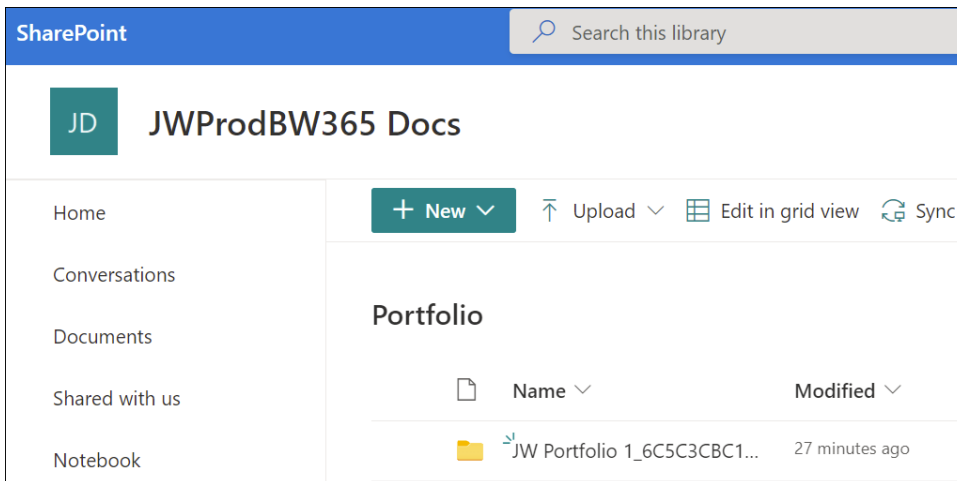 SharePoint
Search this library
JD
JWProdBW365 Docs
Home
Conversations
Documents
Shared with us
Notebook
New
Upload
Edit in grid view
Sync
Portfolio
Name
Modified
JW Portfolio 1_6C5C3CBC1...
27 minutes ago